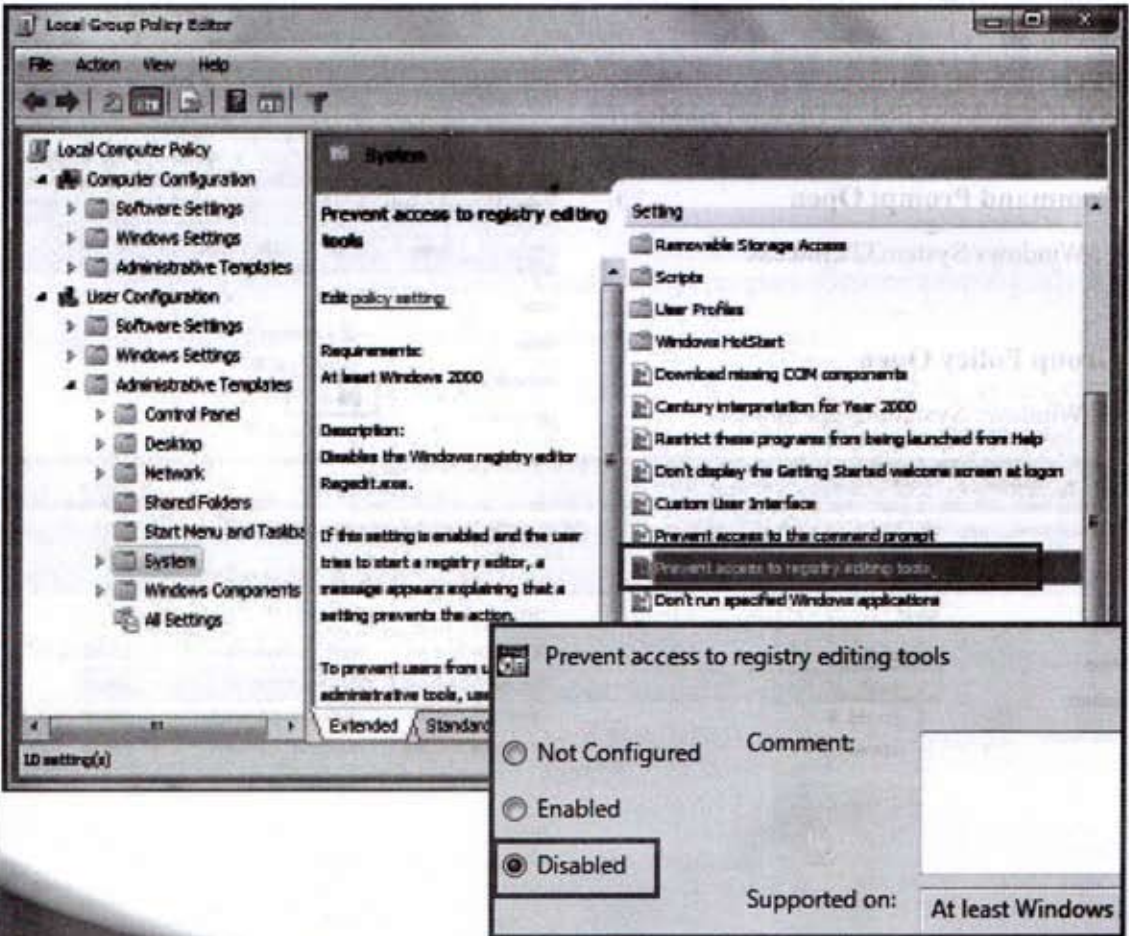 Local Group Policy Editor
File Action View Help
Local Computer Policy
Computer Configuration
Software Settings
Windows Settings
Administrative Templates
User Configuration
Software Settings
Windows Settings
Administrative Templates
Control Panel
Desktop
Network
Shared Folders
Start Menu and Taskba
System
Windows Components
All Settings
10 setting(s)
System
Prevent access to registry editing
tools
Edit policy setting
Requirements:
At least Windows 2000
Description:
Disables the Windows registry editor
Regedit.exe.
If this setting is enabled and the user
tries to start a registry editor, a
message appears explaining that a
setting prevents the action.
To prevent users from u
administrative tools, use
Extended Standard
Setting
Removable Storage Access
Scripts
User Profiles
Windows HotStart
Download missing COM components
Century interpretation for Year 2000
Restrict these programs from being launched from Help
Don't display the Getting Started welcome screen at logon
Custom User Interface
Prevent access to the command prompt
Prevent access to registry editing tools
Don't run specified Windows applications
Prevent access to registry editing tools
Not Configured
Comment:
Enabled
Disabled
Supported on:
At least Windows